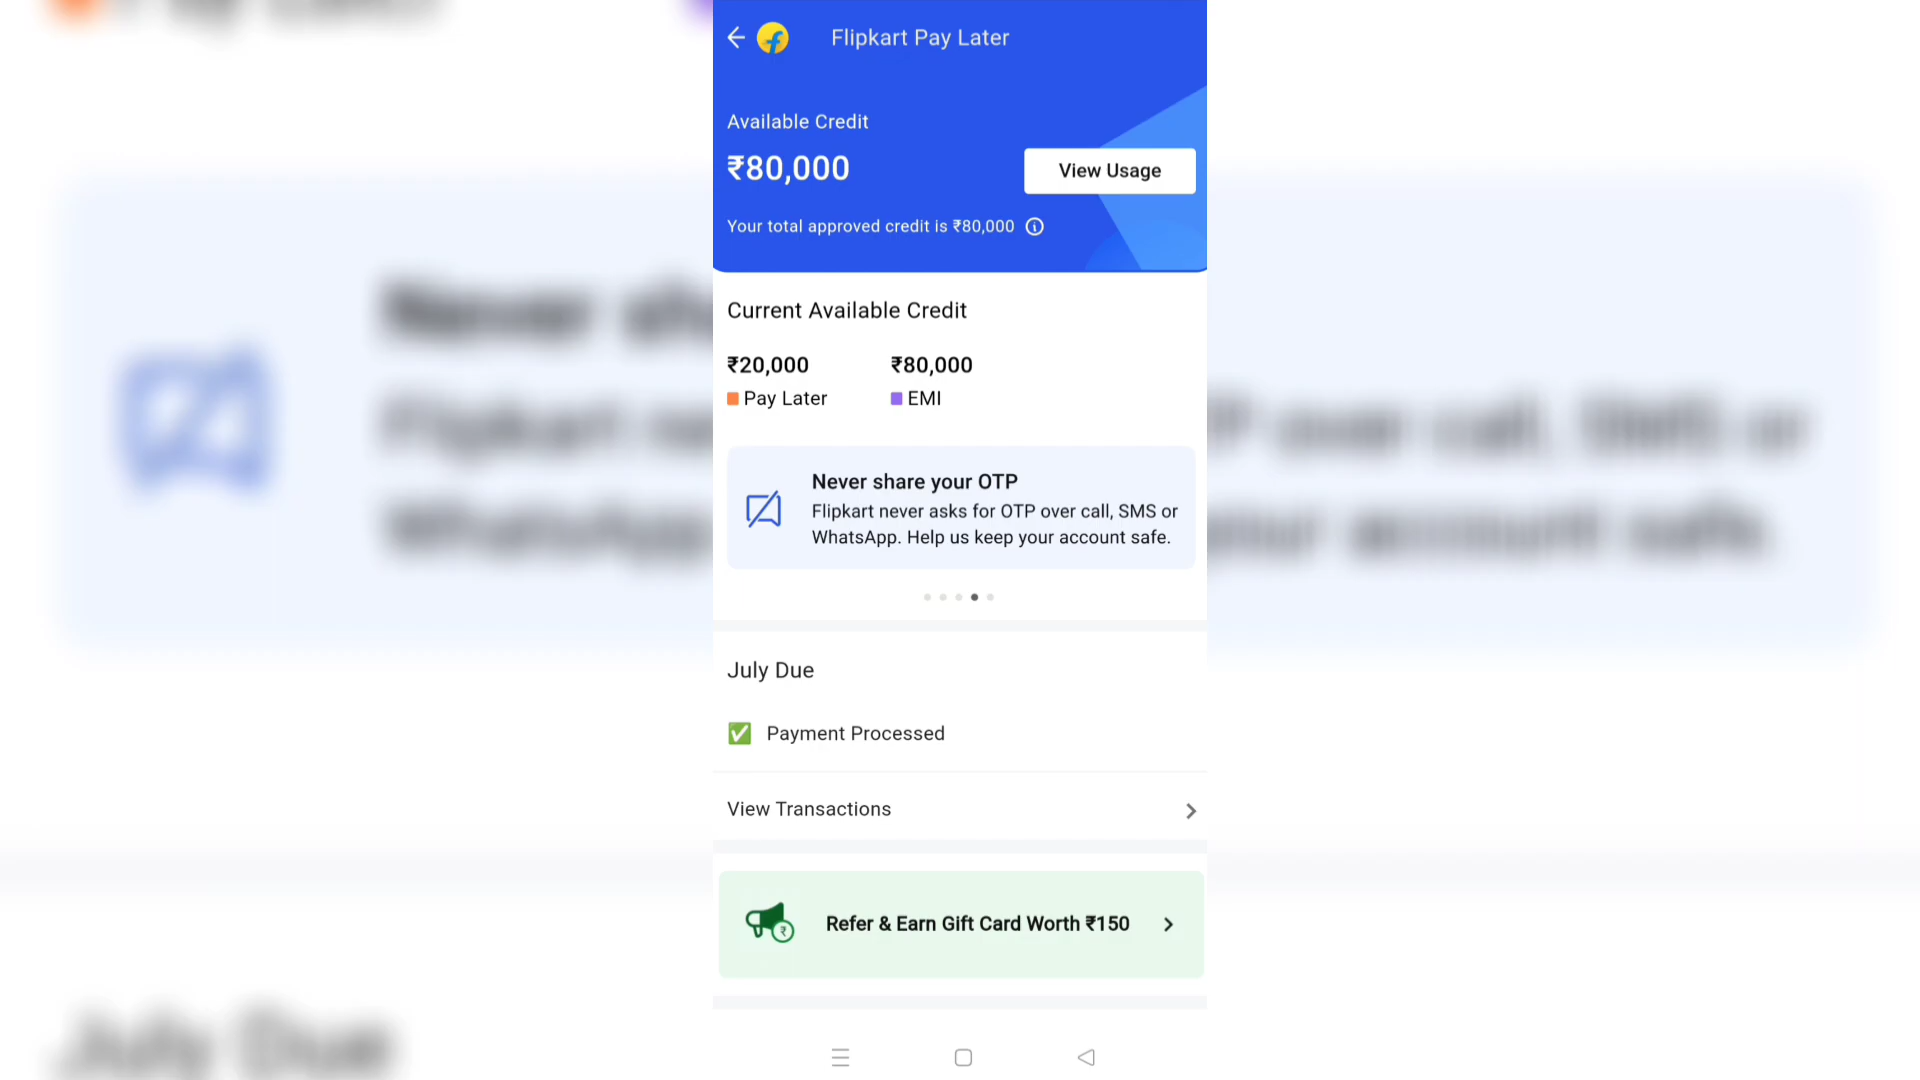 Flipkart Pay Later
Available Credit
₹80,000
View Usage
Your total approved credit is ₹80,000
Current Available Credit
₹20,000 ₹80,000
Pay Later EMI
Never share your OTP
Flipkart never asks for OTP over call, SMS or
WhatsApp. Help us keep your account safe.
July Due
Payment Processed
View Transactions
Refer & Earn Gift Card Worth ₹150